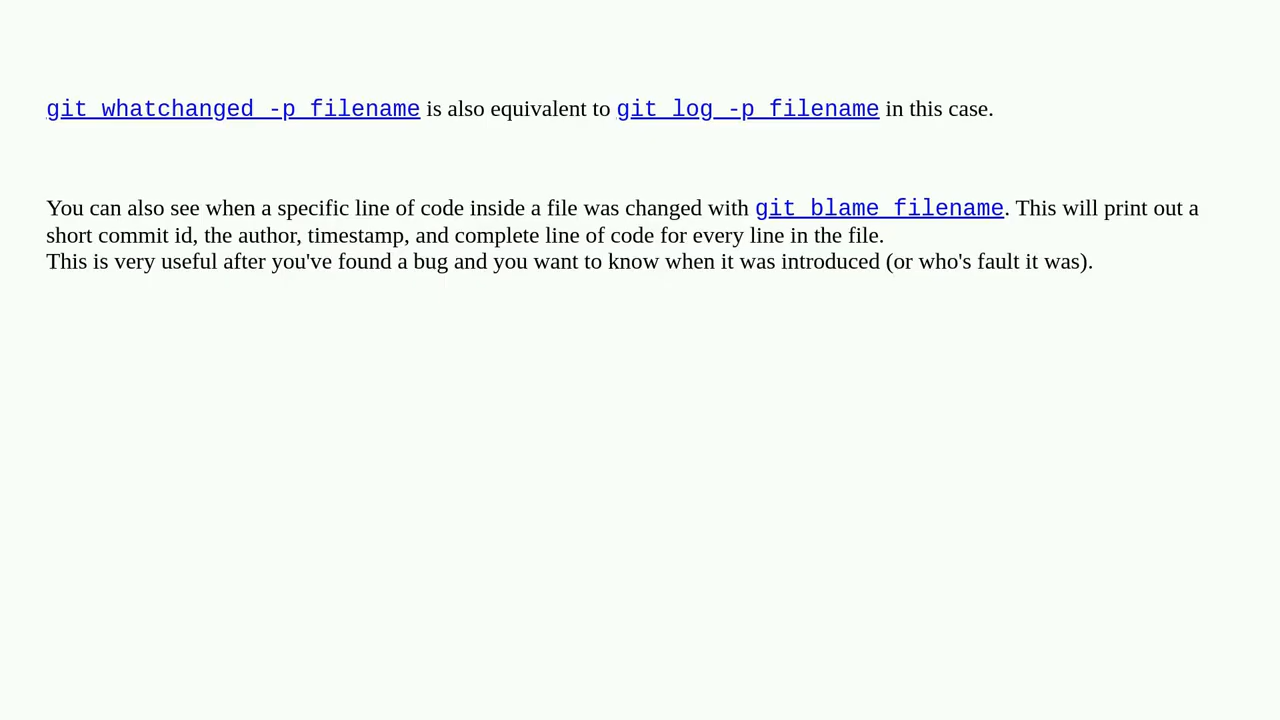 git whatchanged -p filename is also equivalent to git log -p filename in this case.
You can also see when a specific line of code inside a file was changed with git blame filename. This will print out a
short commit id, the author, timestamp, and complete line of code for every line in the file.
This is very useful after you've found a bug and you want to know when it was introduced (or who's fault it was).